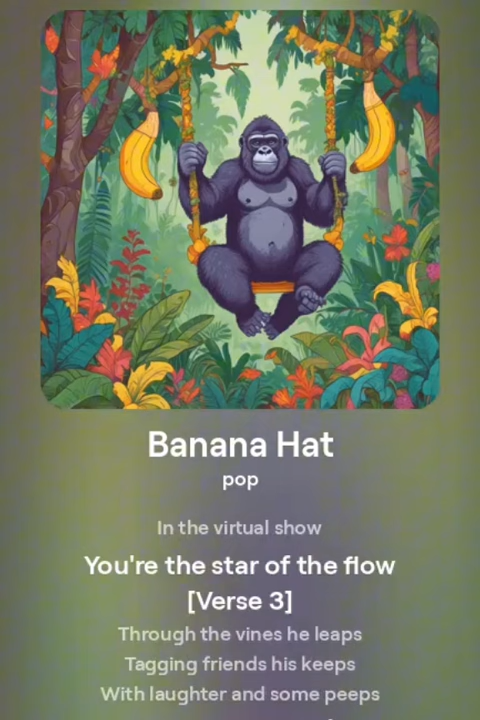 Banana Hat
pop
In the virtual show
You're the star of the flow
[Verse 3]
Through the vines he leaps
Tagging friends his keeps
With laughter and some peeps